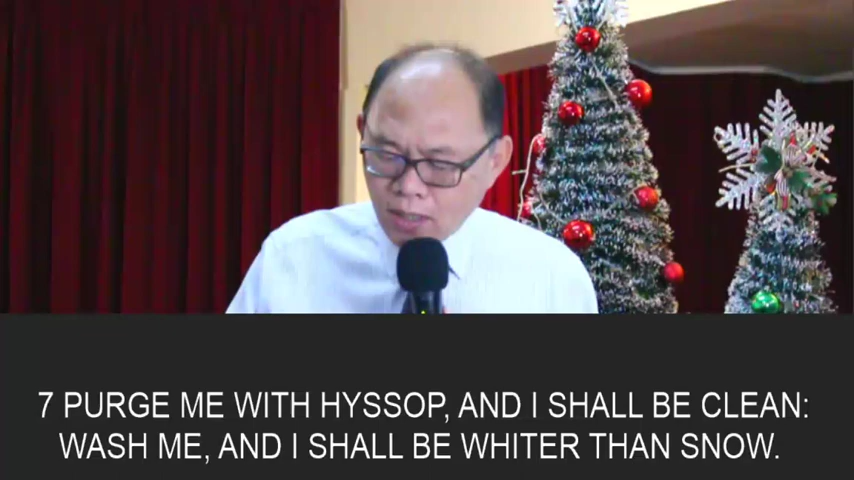 7 PURGE ME WITH HYSSOP, AND I SHALL BE CLEAN:
WASH ME, AND I SHALL BE WHITER THAN SNOW.